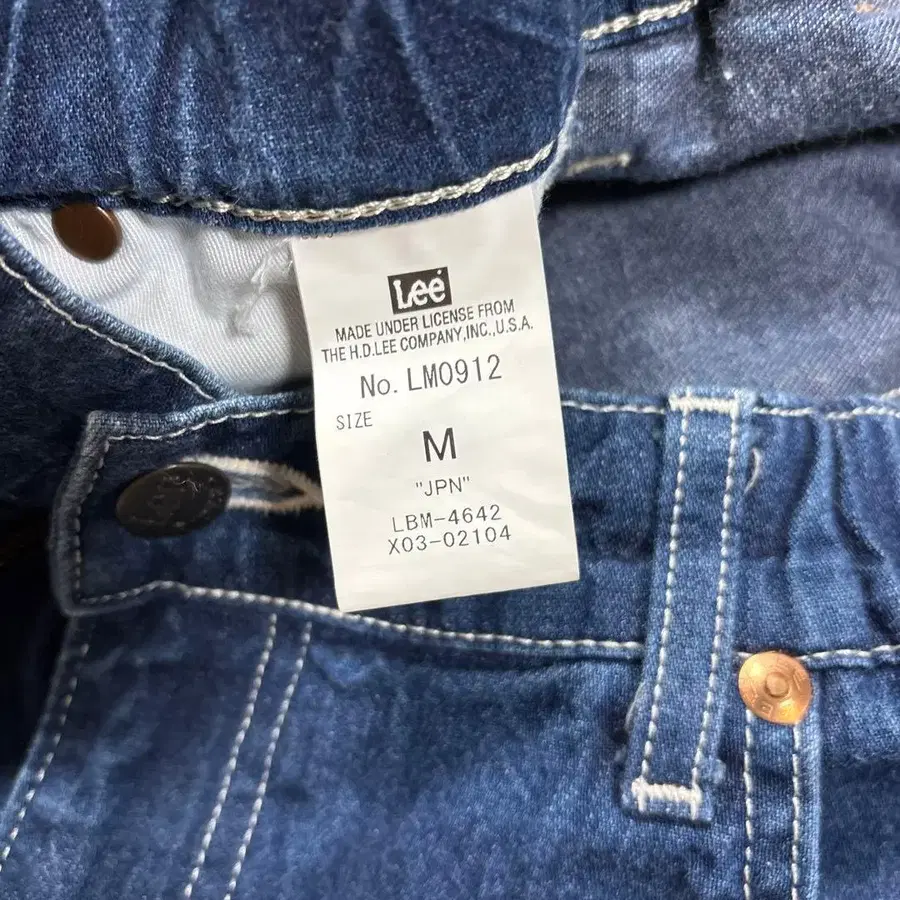 Lee
MADE UNDER LICENSE FROM
THE H.D.LEE COMPANY,INC.,U.S.A.
No. LM0912
SIZE
M
"JPN"
LBM-4642
X03-02104